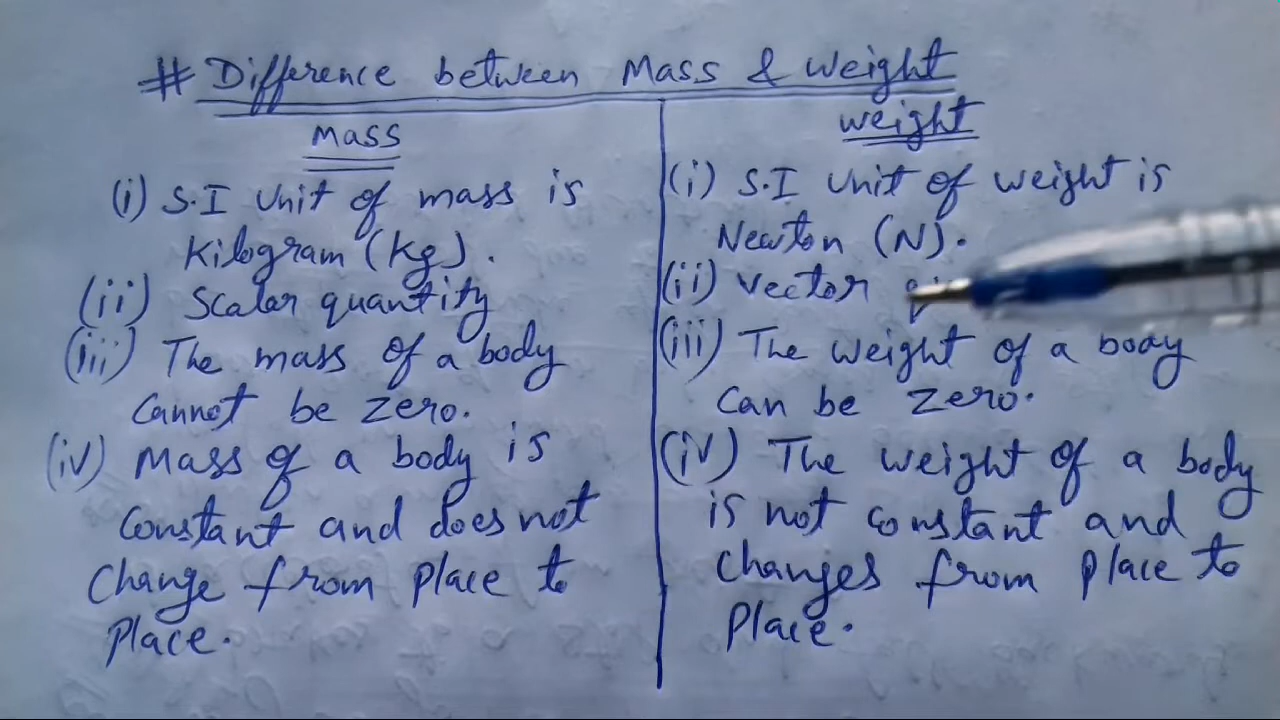 # Difference between Mass & weight
Mass
(i) S.I unit of mass is
Kilogram (kg).
(ii) Scalar quantity
(iii) The mass of a body
Cannot be zero.
(iv) Mass of a body is
Constant and does not
Change from place to
place.
weight
(i) S.I unit of weight is
Newton (N).
(ii) Vector
(iii) The weight of a body
Can be zero.
(iv) The weight of a body
is not constant and
Changes from place to
Place.